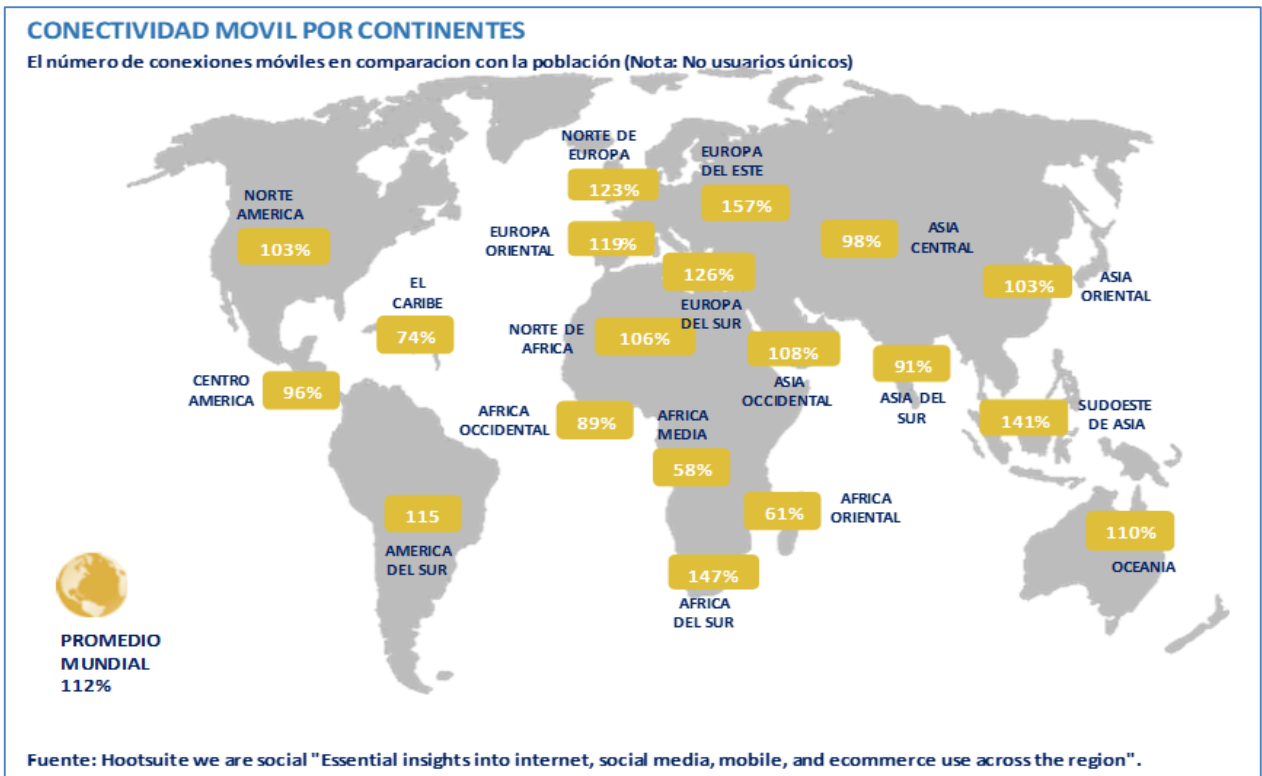 CONECTIVIDAD MOVIL POR CONTINENTES
El número de conexiones móviles en comparacion con la población (Nota: No usuarios únicos)
NORTE DE
EUROPA
123%
EUROPA
DEL ESTE
157%
NORTE
AMERICA
103%
EUROPA
ORIENTAL
119%
98%
ASIA
CENTRAL
126%
EUROPA
DEL SUR
103%
ASIA
ORIENTAL
EL
CARIBE
74%
NORTE DE
AFRICA
106%
108%
ASIA
OCCIDENTAL
91%
ASIA DEL
SUR
CENTRO
AMERICA
96%
AFRICA
OCCIDENTAL
89%
AFRICA
MEDIA
58%
141%
SUDOESTE
DE ASIA
115
AMERICA
DEL SUR
61%
AFRICA
ORIENTAL
110%
OCEANIA
147%
AFRICA
DEL SUR
PROMEDIO
MUNDIAL
112%
Fuente: Hootsuite we are social "Essential insights into internet, social media, mobile, and ecommerce use across the region".